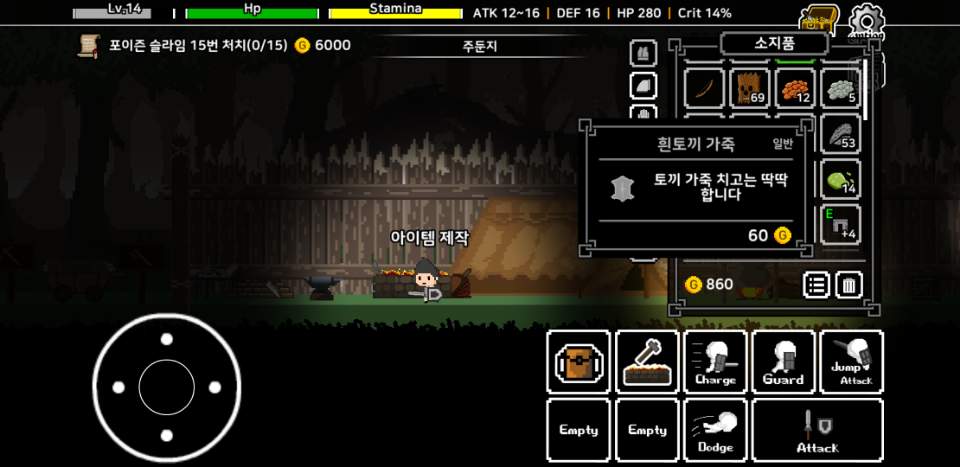 Lv.14
Hp
Stamina
ATK 12~16 | DEF 16 | HP 280 | Crit 14%
포이즌 슬라임 15번 처치(0/15) G 6000
주둔지
소지품
69
12
5
53
흰토끼 가죽 일반
토끼 가죽 치고는 딱딱
합니다
60 G
14
E
+4
아이템 제작
G 860
Charge
Guard
Jump
Attack
Empty
Empty
Dodge
Attack